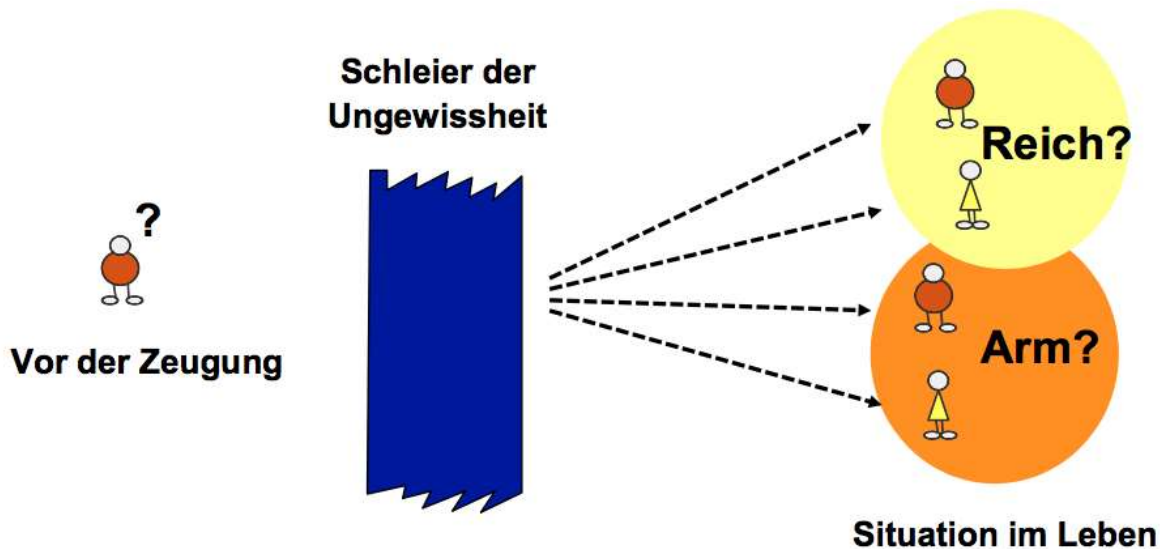 Schleier der
Ungewissheit
Reich?
?
Arm?
Vor der Zeugung
Situation im Leben